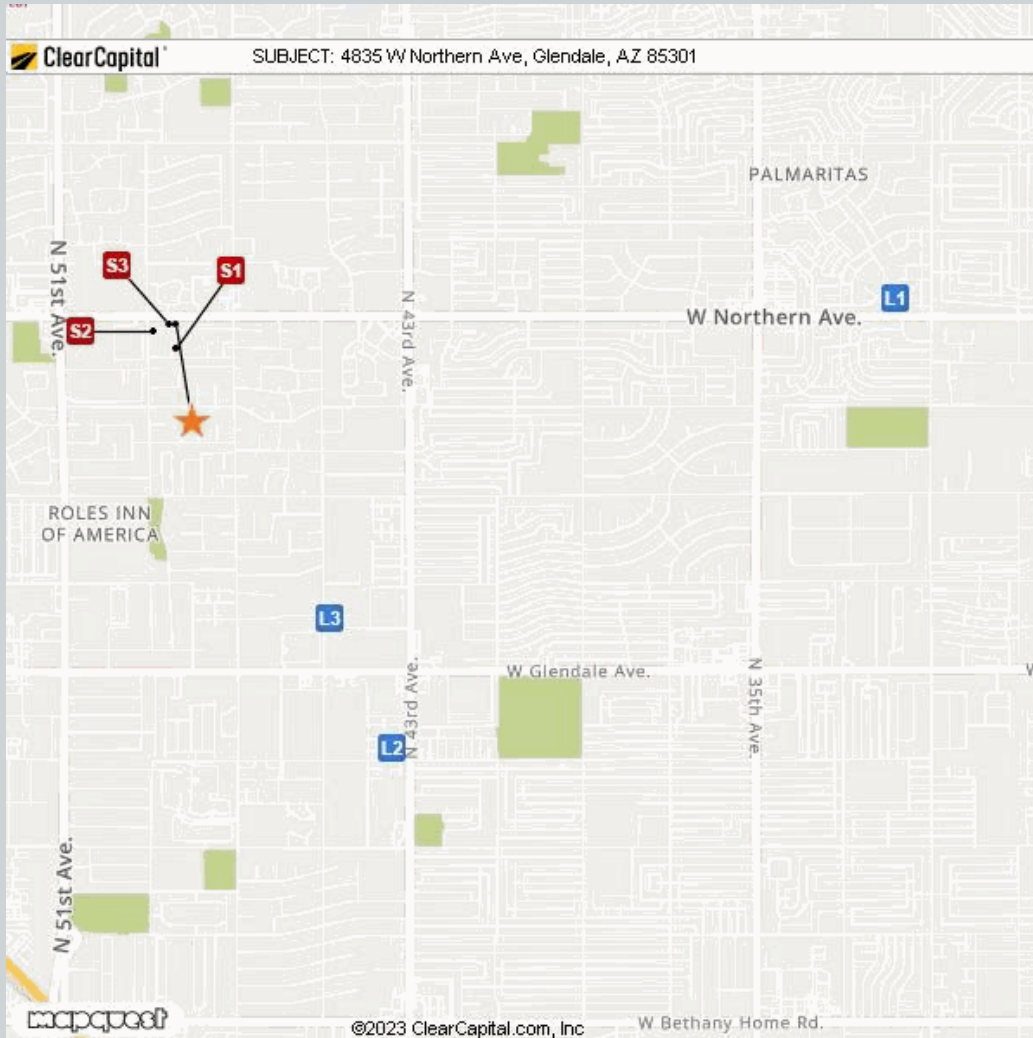 ClearCapital
SUBJECT: 4835 W Northern Ave, Glendale, AZ 85301
PALMARITAS
N 51st Ave.
S3
S1
N 43rd Ave.
L1
W Northern Ave.
S2
ROLES INN
OF AMERICA
L3
W Glendale Ave.
N 43rd Ave.
N 35th Ave.
W
L2
N 51st Ave.
mapquest
©2023 ClearCapital.com, Inc
W Bethany Home Rd.